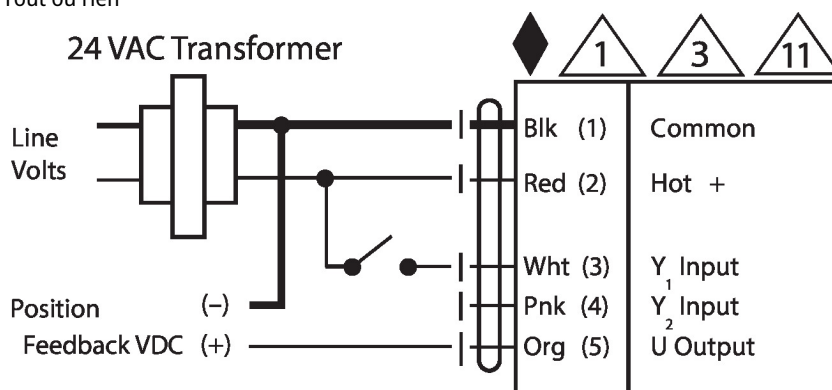 Tout ou rien
24 VAC Transformer
1 3 11
Line
Volts
Blk (1) Common
Red (2) Hot +
Wht (3) Y1 Input
Pnk (4) Y2 Input
Org (5) U Output
Position (–)
Feedback VDC (+)